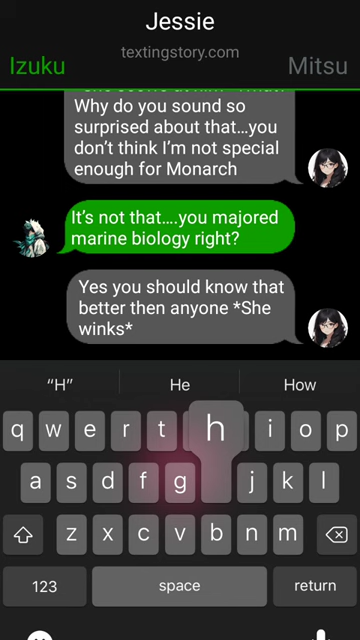 Jessie
textingstory.com
Izuku
Mitsu
Why do you sound so
surprised about that...you
don't think I'm not special
enough for Monarch
It's not that....you majored
marine biology right?
Yes you should know that
better then anyone *She
winks*
“H”
He
How
q w e r t h i o p
a s d f g j k l
z x c v b n m
123
space
return